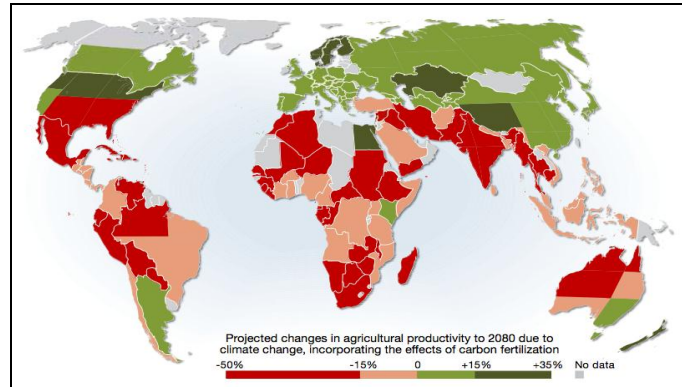 Projected changes in agricultural productivity to 2080 due to
climate change, incorporating the effects of carbon fertilization
-50% -15% 0 +15% +35% No data